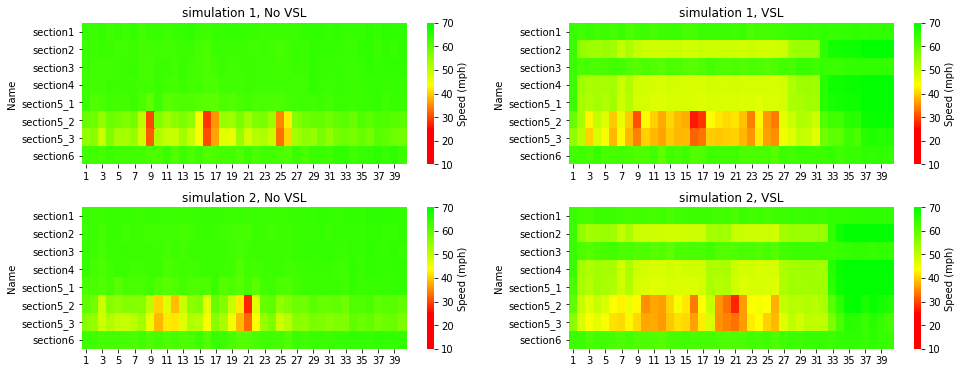 simulation 1, No VSL
Name
section1
section2
section3
section4
section5_1
section5_2
section5_3
section6
1 3 5 7 9 11 13 15 17 19 21 23 25 27 29 31 33 35 37 39
70
60
50
40
30
20
10
Speed (mph)
simulation 1, VSL
Name
section1
section2
section3
section4
section5_1
section5_2
section5_3
section6
1 3 5 7 9 11 13 15 17 19 21 23 25 27 29 31 33 35 37 39
70
60
50
40
30
20
10
Speed (mph)
simulation 2, No VSL
Name
section1
section2
section3
section4
section5_1
section5_2
section5_3
section6
1 3 5 7 9 11 13 15 17 19 21 23 25 27 29 31 33 35 37 39
70
60
50
40
30
20
10
Speed (mph)
simulation 2, VSL
Name
section1
section2
section3
section4
section5_1
section5_2
section5_3
section6
1 3 5 7 9 11 13 15 17 19 21 23 25 27 29 31 33 35 37 39
70
60
50
40
30
20
10
Speed (mph)